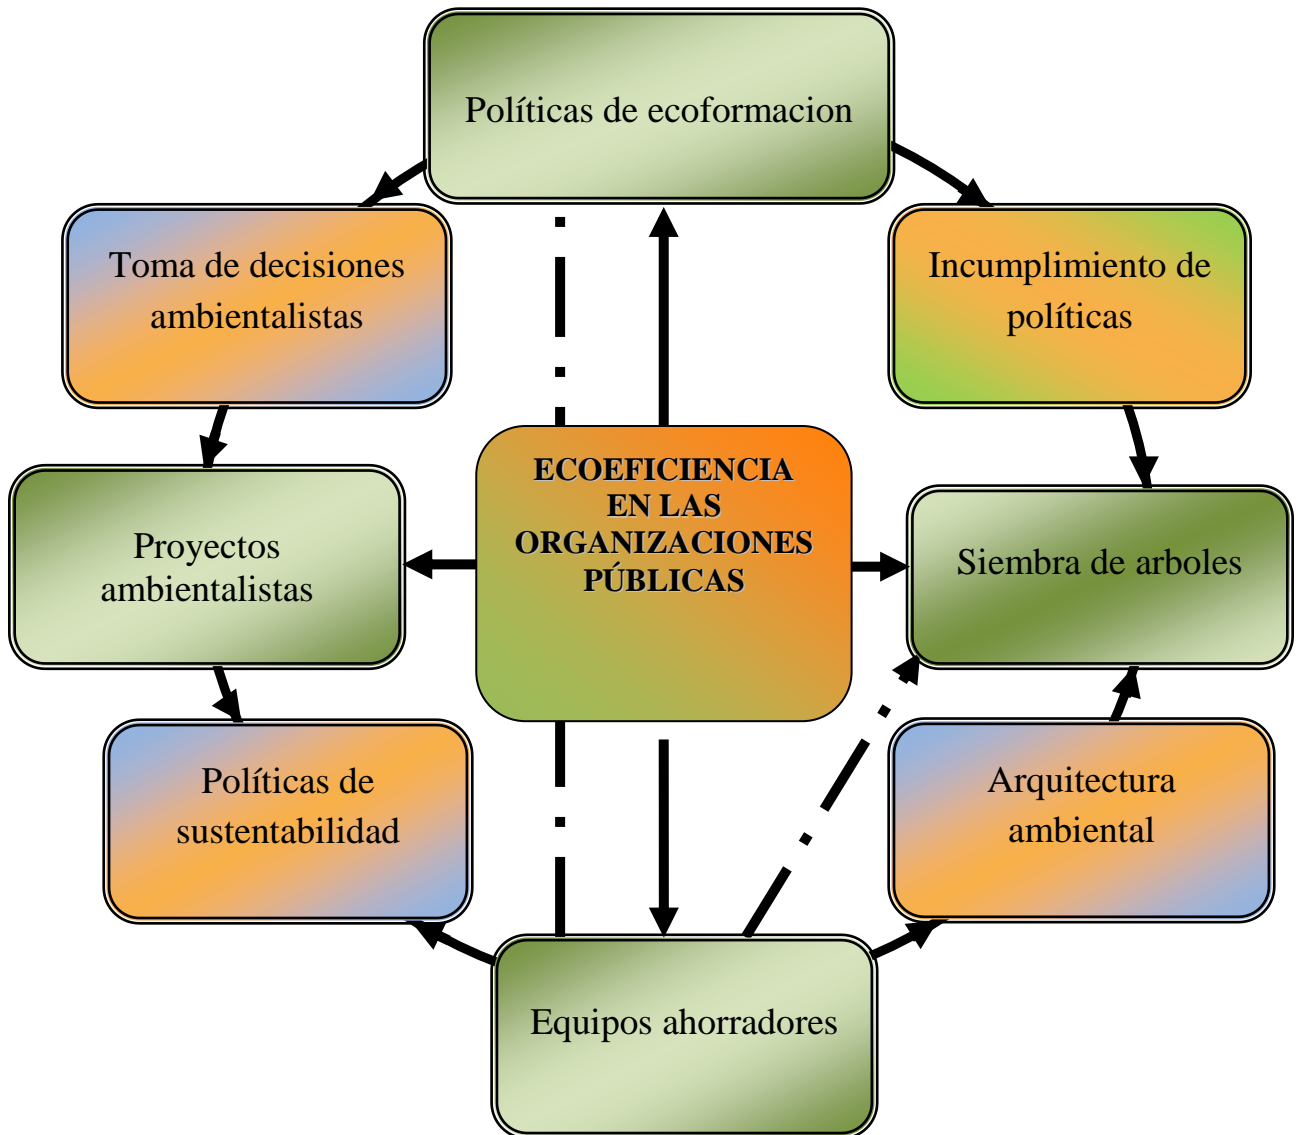 Políticas de ecoformacion
Toma de decisiones
ambientalistas
Incumplimiento de
políticas
ECOEFICIENCIA
EN LAS
ORGANIZACIONES
PÚBLICAS
Proyectos
ambientalistas
Siembra de arboles
Políticas de
sustentabilidad
Arquitectura
ambiental
Equipos ahorradores